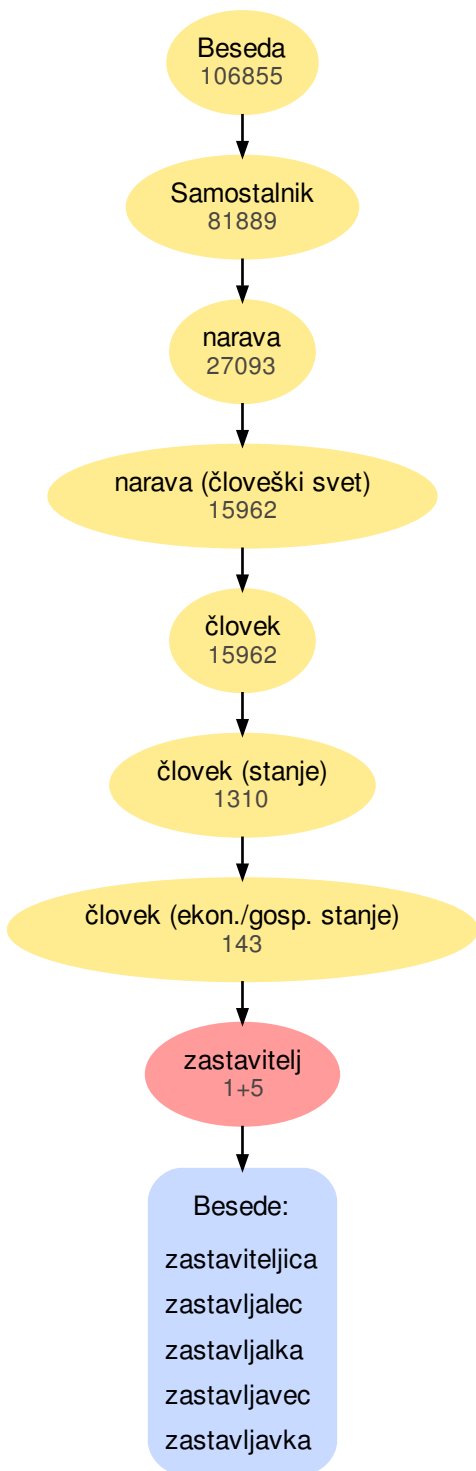 Beseda
106855
Samostalnik
81889
narava
27093
narava (človeški svet)
15962
človek
15962
človek (stanje)
1310
človek (ekon./gosp. stanje)
143
zastavitelj
1+5
Besede:
zastaviteljica
zastavljalec
zastavljalka
zastavljavec
zastavljavka